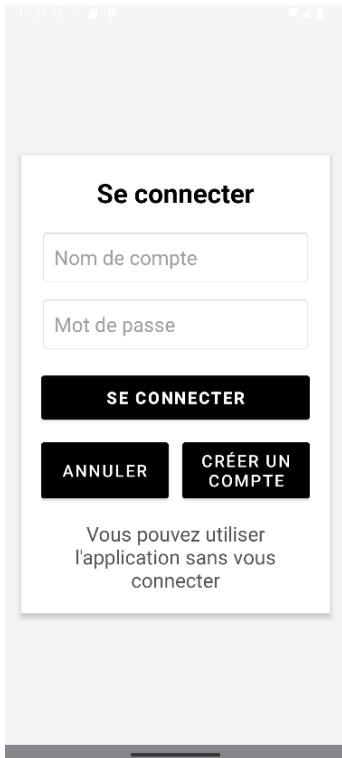 Se connecter
Nom de compte
Mot de passe
SE CONNECTER
ANNULER
CRÉER UN
COMPTE
Vous pouvez utiliser
l'application sans vous
connecter